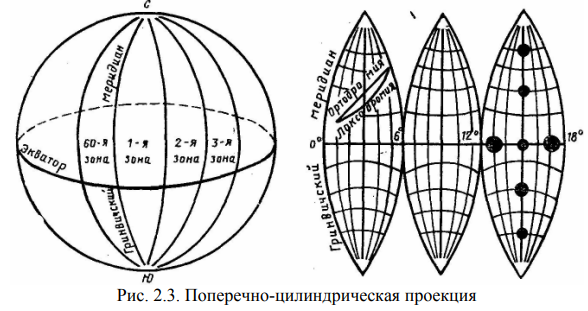 С
меридиан
Экватор
60-я зона
1-я зона
2-я зона
3-я зона
Гринвичский
Ю
меридиан
Ортодромия
Локсодромия
0°
6°
12°
18°
Гринвичский
Рис. 2.3. Поперечно-цилиндрическая проекция